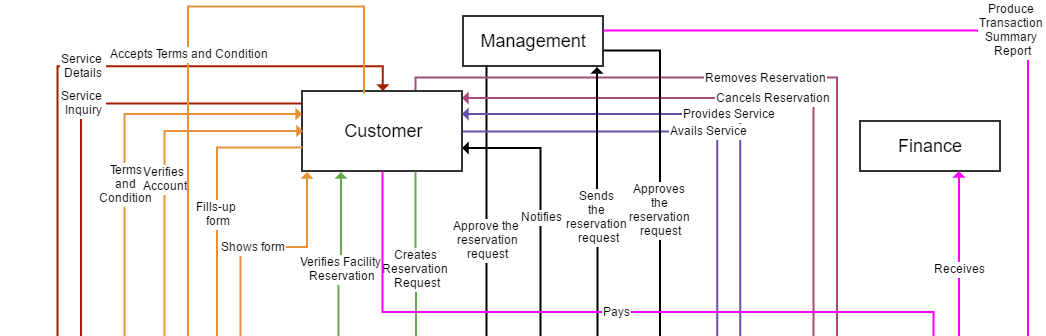 Produce
Transaction
Summary
Report
Management
Accepts Terms and Condition
Service
Details
Removes Reservation
Service
Inquiry
Cancels Reservation
Provides Service
Customer
Avails Service
Finance
Terms
and
Condition
Verifies
Account
Fills-up
form
Shows form
Verifies Facility
Reservation
Creates
Reservation
Request
Approve the
reservation
request
Notifies
Sends
the
reservation
request
Approves
the
reservation
request
Receives
Pays